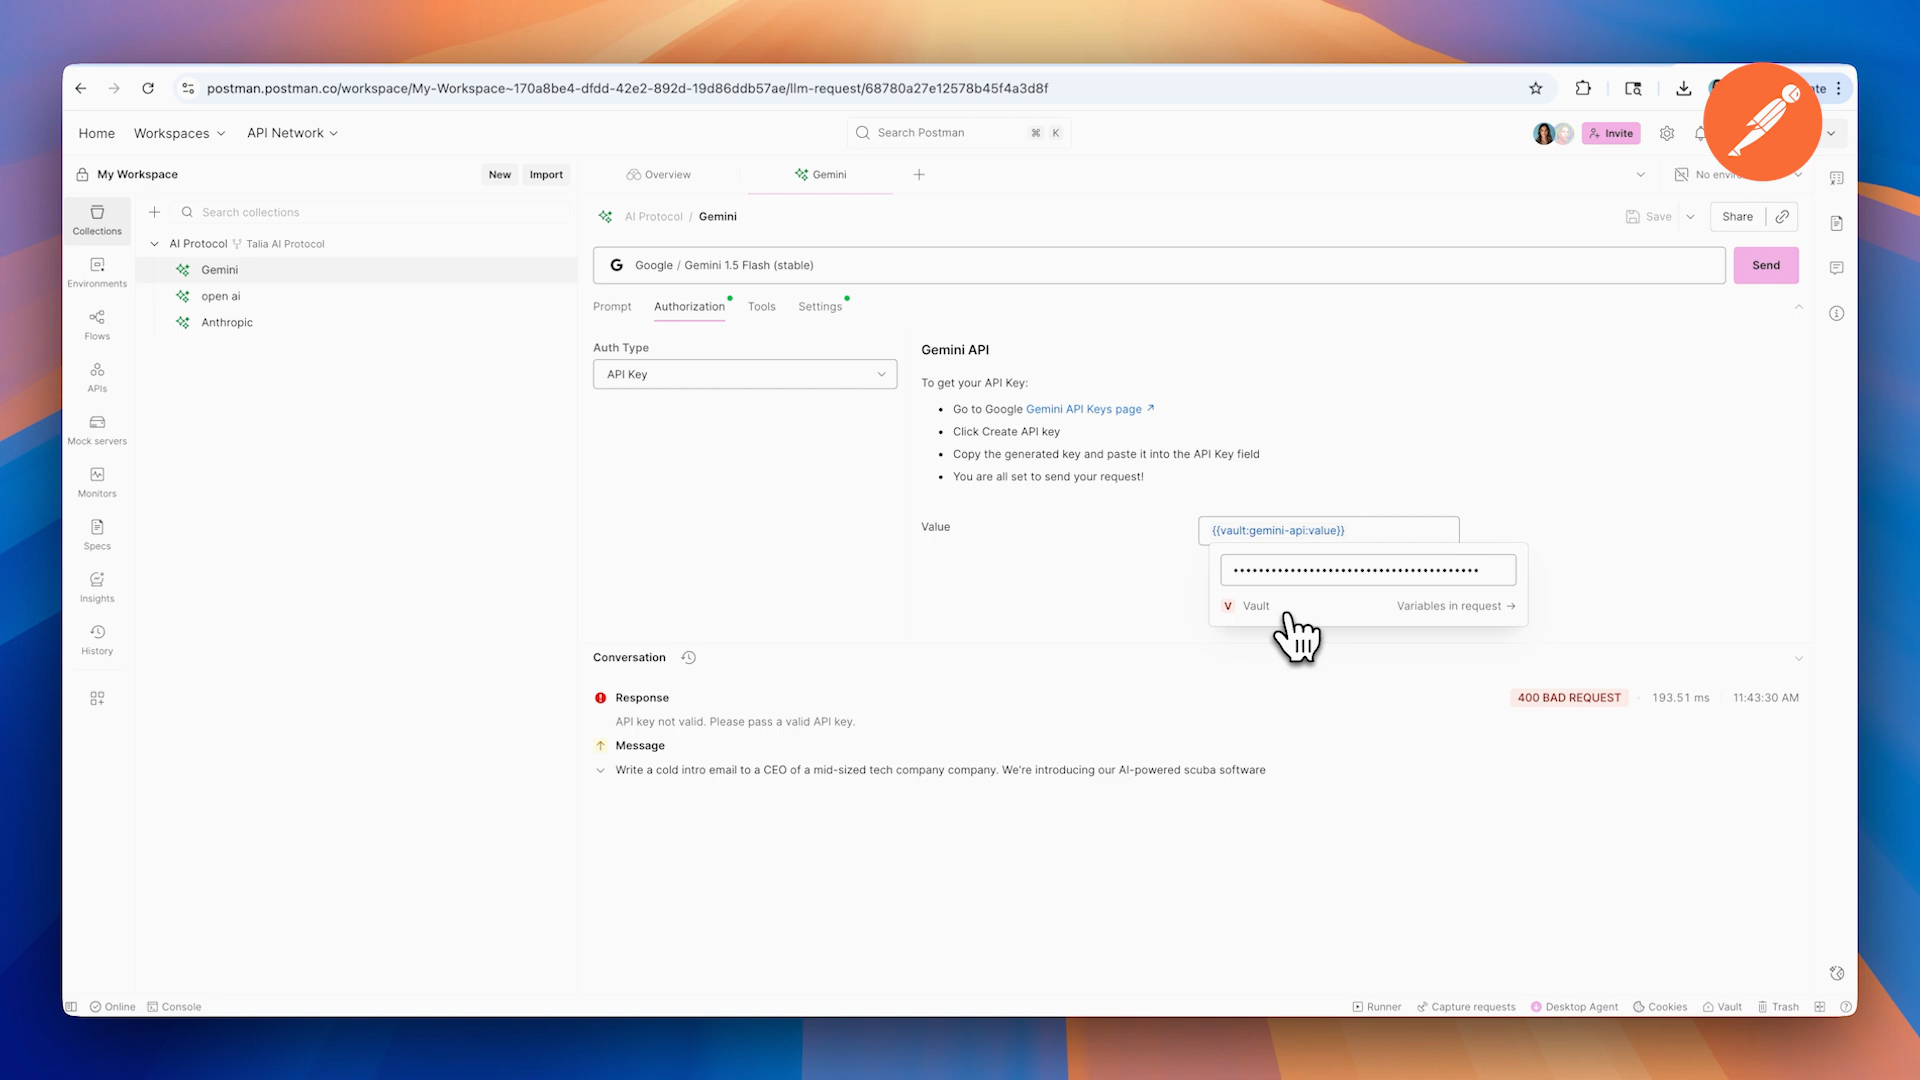 postman.postman.co/workspace/My-Workspace~170a8be4-dfdd-42e2-892d-19d86ddb57ae/llm-request/68780a27e12578b45f4a3d8f
Home Workspaces API Network
Search Postman ⌘ K
Invite
My Workspace New Import
Overview Gemini
Collections
Search collections
AI Protocol Talia AI Protocol
Gemini
open ai
Anthropic
Environments
Flows
APIs
Mock servers
Monitors
Specs
Insights
History
AI Protocol / Gemini
Save Share
Google / Gemini 1.5 Flash (stable)
Send
Prompt Authorization Tools Settings
Auth Type
API Key
Gemini API
To get your API Key:
• Go to Google Gemini API Keys page ↗
• Click Create API key
• Copy the generated key and paste it into the API Key field
• You are all set to send your request!
Value
{{vault:gemini-api:value}}
V Vault Variables in request →
Conversation
Response 400 BAD REQUEST 193.51 ms 11:43:30 AM
API key not valid. Please pass a valid API key.
Message
Write a cold intro email to a CEO of a mid-sized tech company company. We're introducing our AI-powered scuba software
Online Console
Runner Capture requests Desktop Agent Cookies Vault Trash